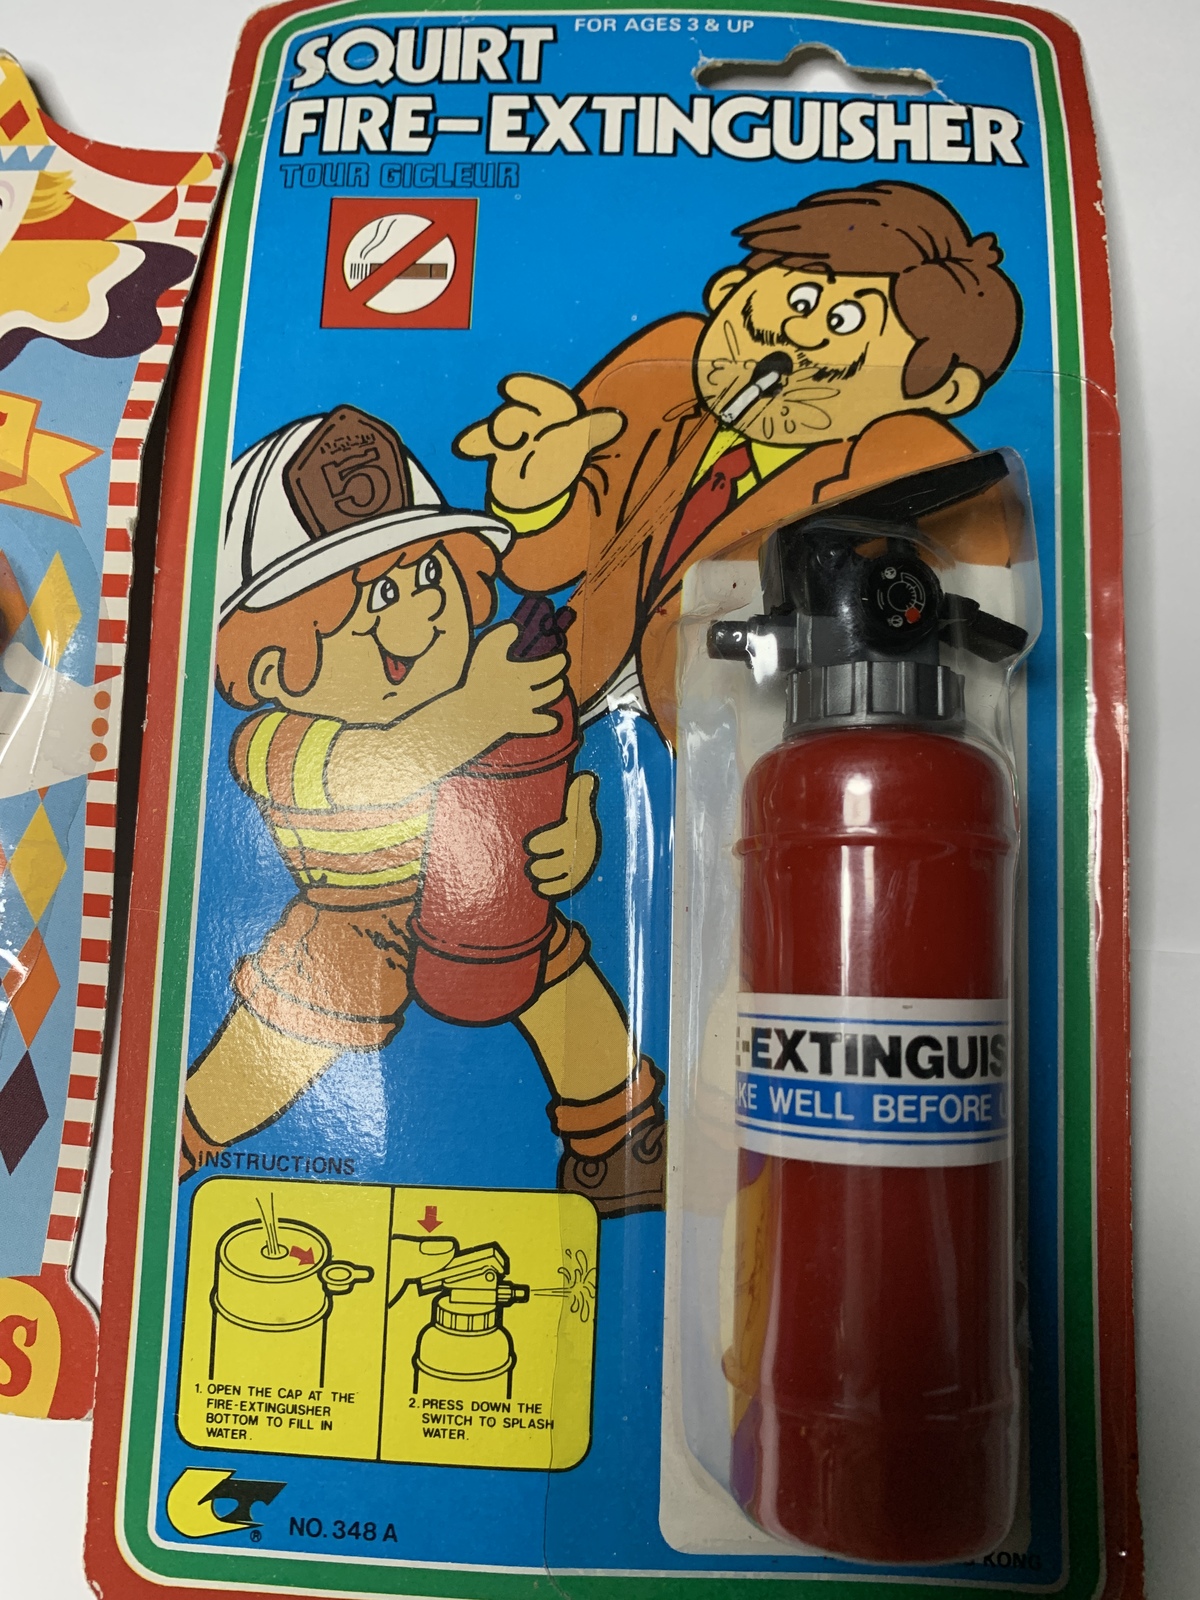 FOR AGES 3 & UP
SQUIRT
FIRE-EXTINGUISHER
TOUR GICLEUR
5
E-EXTINGUIS
KE WELL BEFORE U
INSTRUCTIONS
1. OPEN THE CAP AT THE
FIRE-EXTINGUISHER
BOTTOM TO FILL IN
WATER.
2. PRESS DOWN THE
SWITCH TO SPLASH
WATER.
®
NO. 348 A
KONG
S